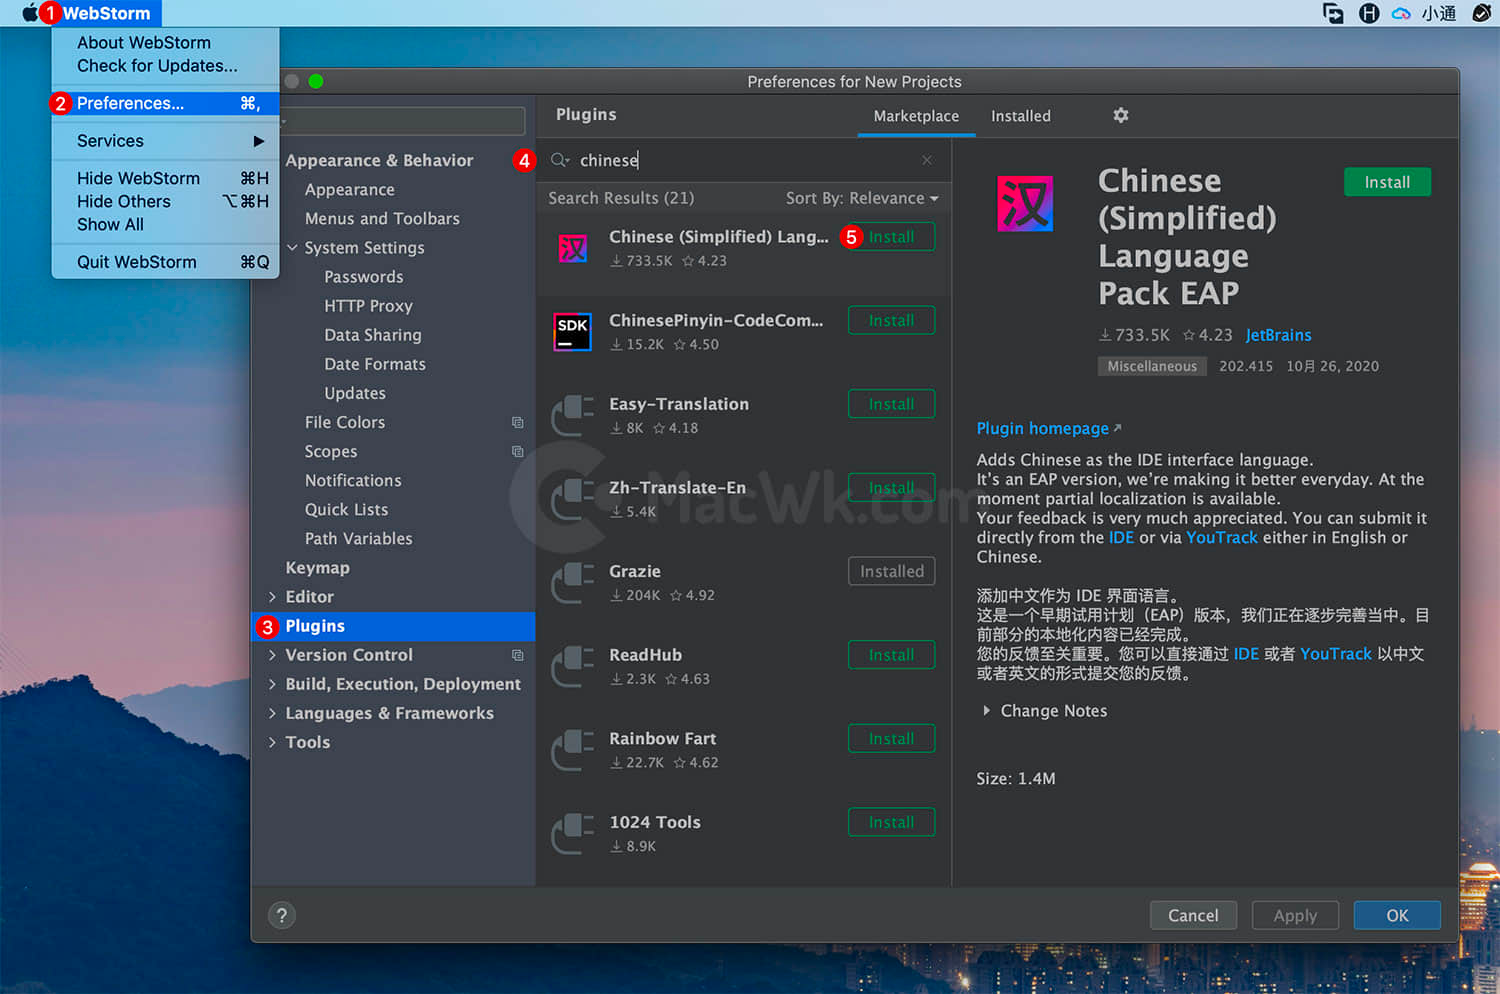 1 WebStorm
小通
About WebStorm
Check for Updates...
2 Preferences... ⌘,
Services ▶
Hide WebStorm ⌘H
Hide Others ⌥⌘H
Show All
Quit WebStorm ⌘Q
Preferences for New Projects
Appearance & Behavior
Appearance
Menus and Toolbars
System Settings
Passwords
HTTP Proxy
Data Sharing
Date Formats
Updates
File Colors
Scopes
Notifications
Quick Lists
Path Variables
Keymap
Editor
3 Plugins
Version Control
Build, Execution, Deployment
Languages & Frameworks
Tools
Plugins
Marketplace
Installed
4 chinese
Search Results (21)
Sort By: Relevance
汉
Chinese (Simplified) Lang...
5 Install
733.5K 4.23
SDK
ChinesePinyin-CodeCom...
Install
15.2K 4.50
Easy-Translation
Install
8K 4.18
Zh-Translate-En
Install
5.4K
Grazie
Installed
204K 4.92
ReadHub
Install
2.3K 4.63
Rainbow Fart
Install
22.7K 4.62
1024 Tools
Install
8.9K
MacWk.com
汉
Chinese
(Simplified)
Language
Pack EAP
Install
733.5K 4.23 JetBrains
Miscellaneous 202.415 10月 26, 2020
Plugin homepage
Adds Chinese as the IDE interface language.
It's an EAP version, we're making it better everyday. At the
moment partial localization is available.
Your feedback is very much appreciated. You can submit it
directly from the IDE or via YouTrack either in English or
Chinese.
添加中文作为 IDE 界面语言。
这是一个早期试用计划（EAP）版本，我们正在逐步完善当中。目
前部分的本地化内容已经完成。
您的反馈至关重要。您可以直接通过 IDE 或者 YouTrack 以中文
或者英文的形式提交您的反馈。
Change Notes
Size: 1.4M
?
Cancel
Apply
OK